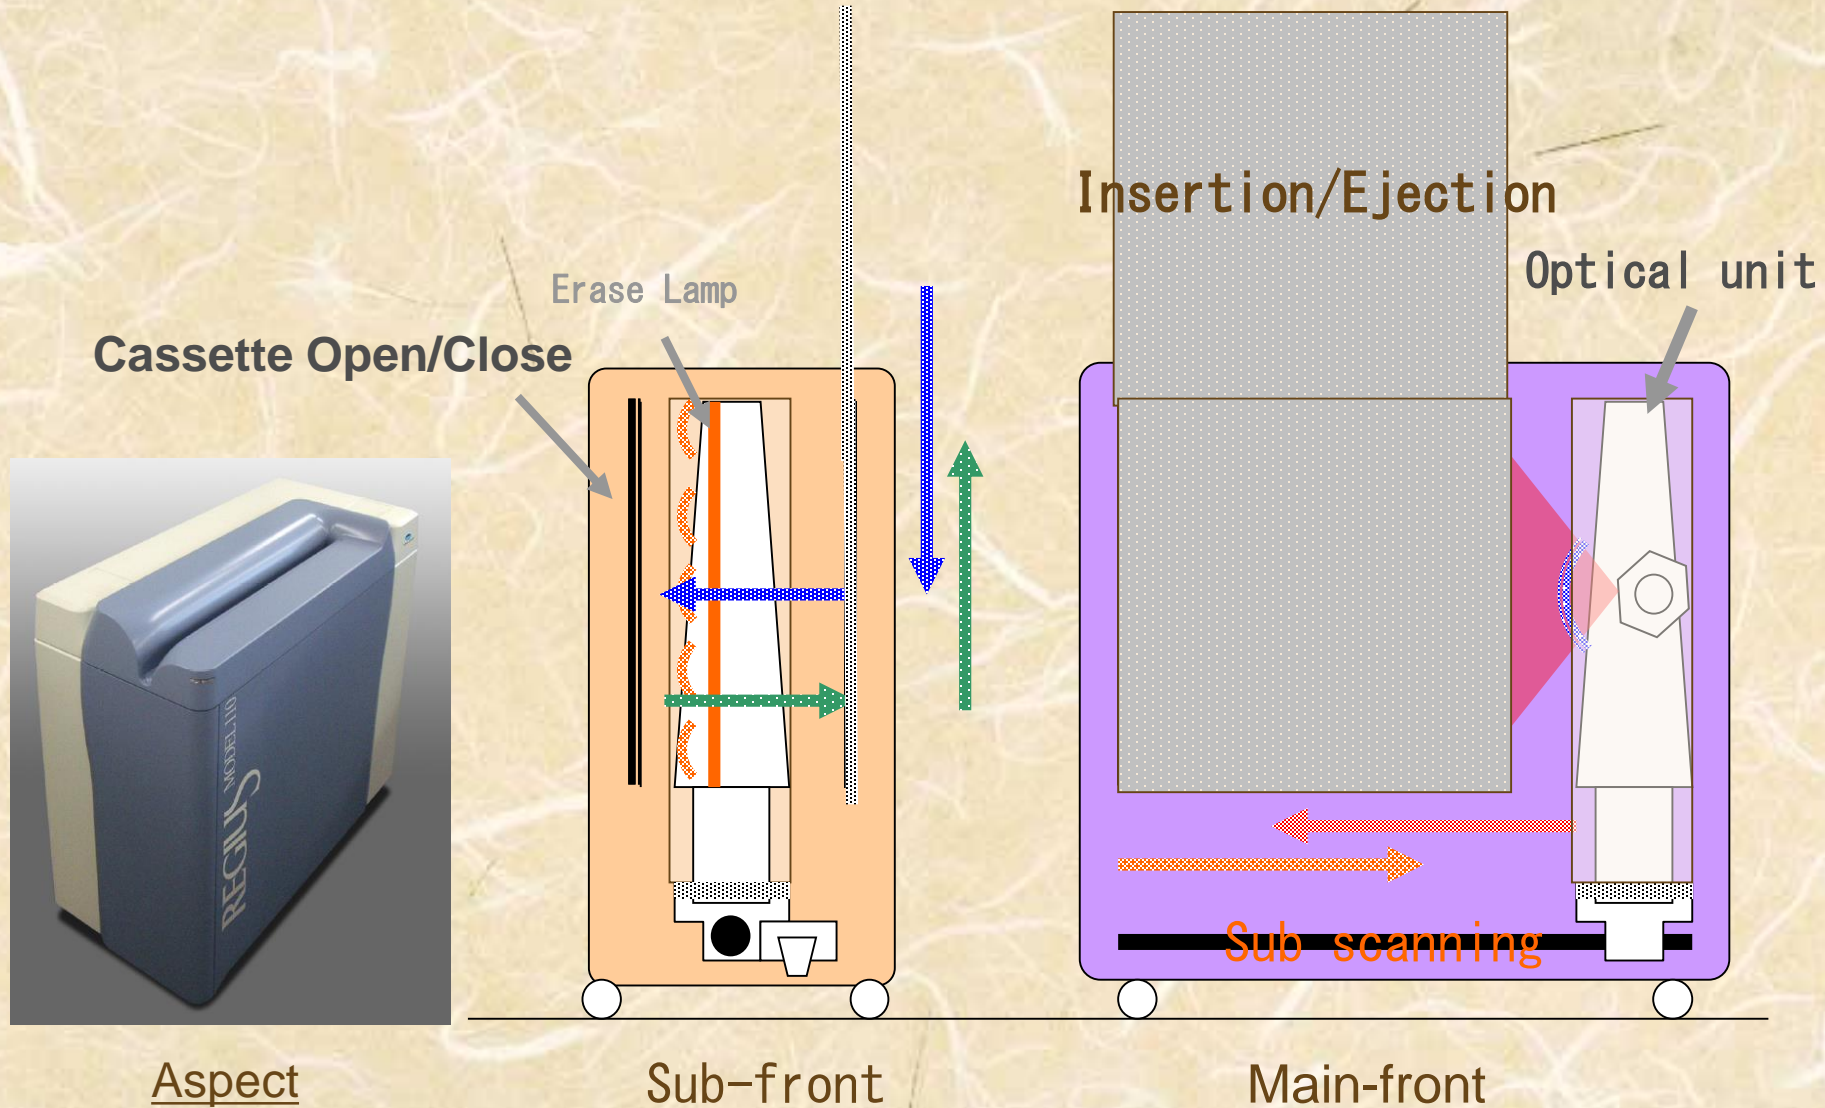 Insertion/Ejection
Optical unit
Erase Lamp
Cassette Open/Close
REGIUS MODEL 110
Sub scanning
Aspect
Sub-front
Main-front